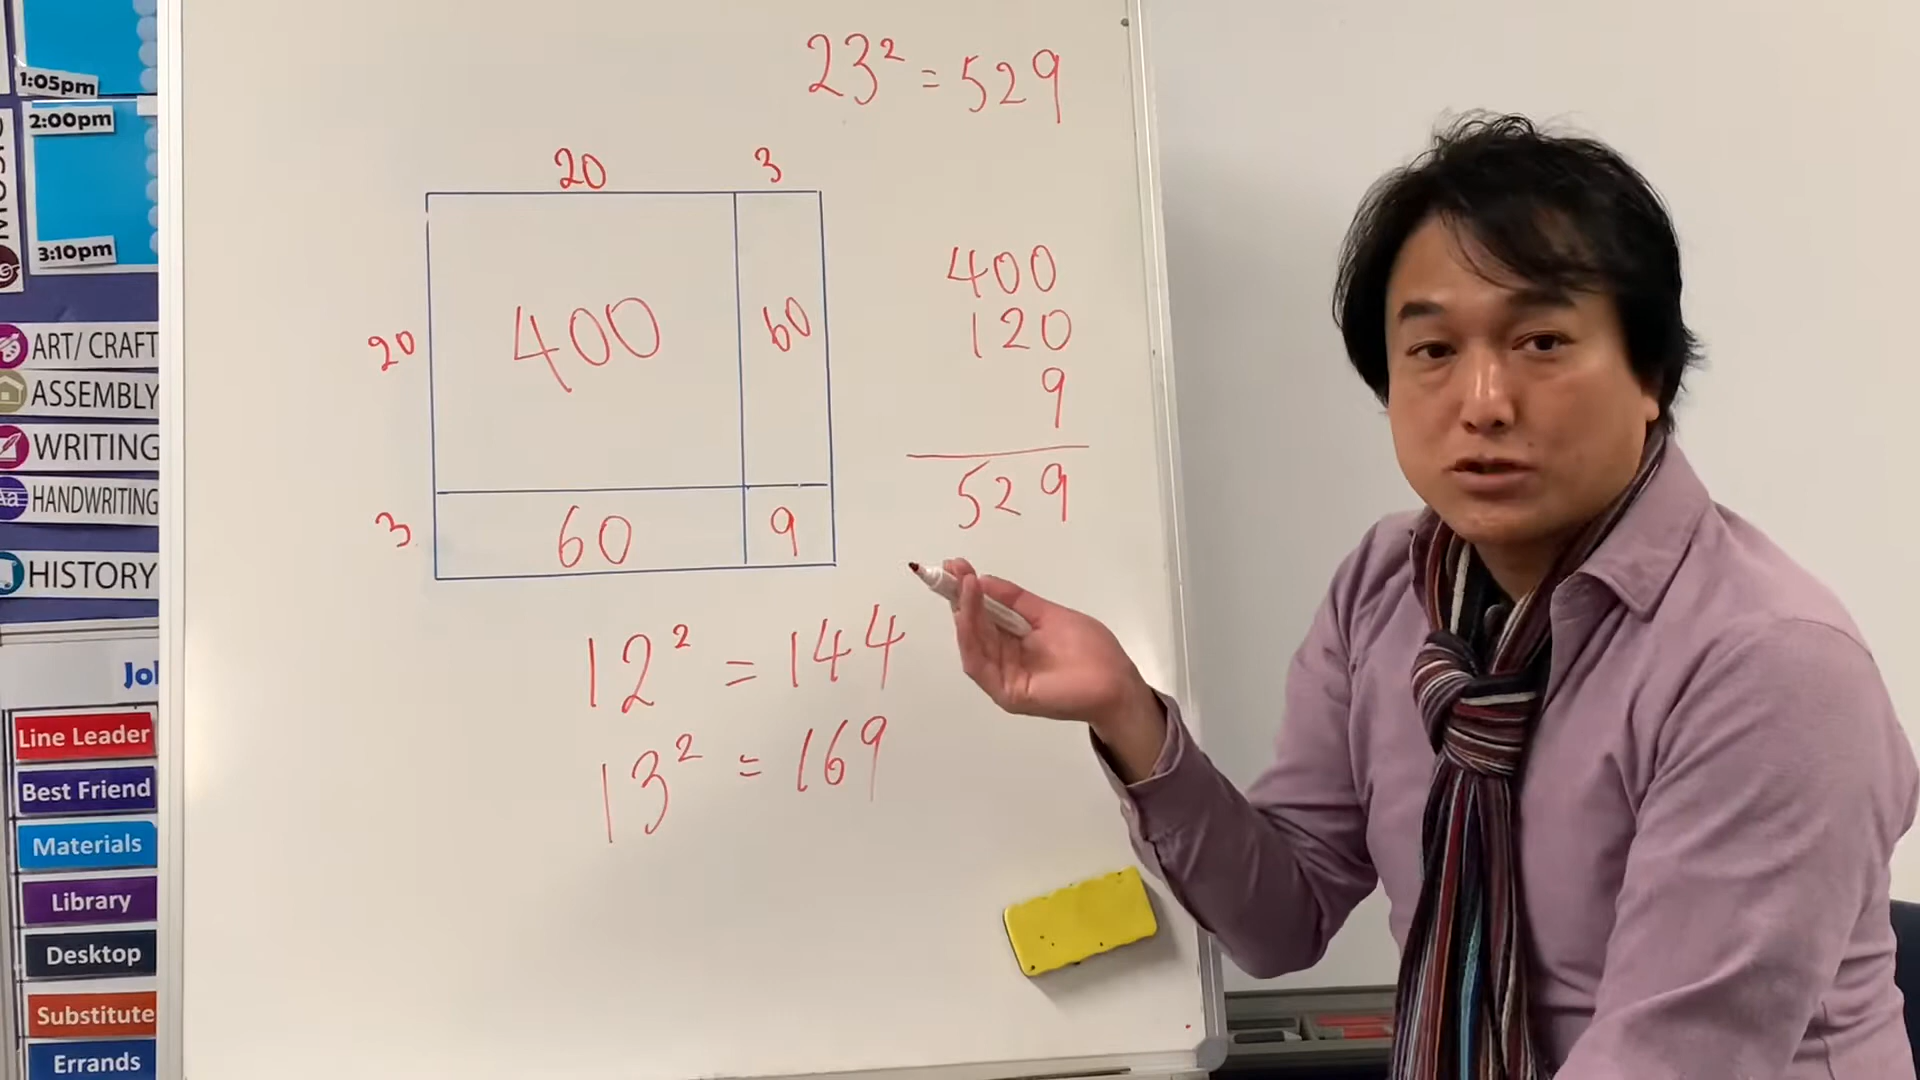 1:05pm
2:00pm
3:10pm
ART/ CRAFT
ASSEMBLY
WRITING
Aa HANDWRITING
HISTORY
Line Leader
Best Friend
Materials
Library
Desktop
Substitute
Errands
23² = 529
20 3
20 400 60
3 60 9
400
120
9
529
12² = 144
13² = 169